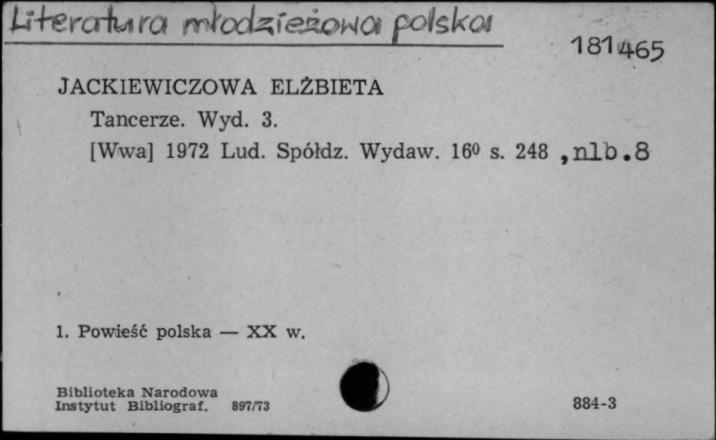 Literatura młodzieżowa polska
181465
JACKIEWICZOWA ELŻBIETA
Tancerze. Wyd. 3.
[Wwa] 1972 Lud. Spółdz. Wydaw. 16⁰ s. 248 ,nlb.8
1. Powieść polska — XX w.
Biblioteka Narodowa
Instytut Bibliograf. 897/73
884-3